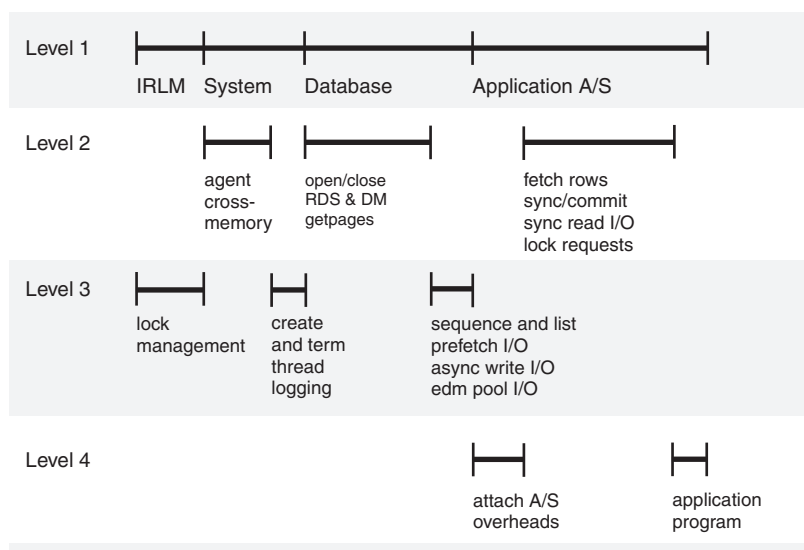 Level 1
IRLM System Database Application A/S
Level 2
agent
cross-
memory
open/close
RDS & DM
getpages
fetch rows
sync/commit
sync read I/O
lock requests
Level 3
lock
management
create
and term
thread
logging
sequence and list
prefetch I/O
async write I/O
edm pool I/O
Level 4
attach A/S
overheads
application
program